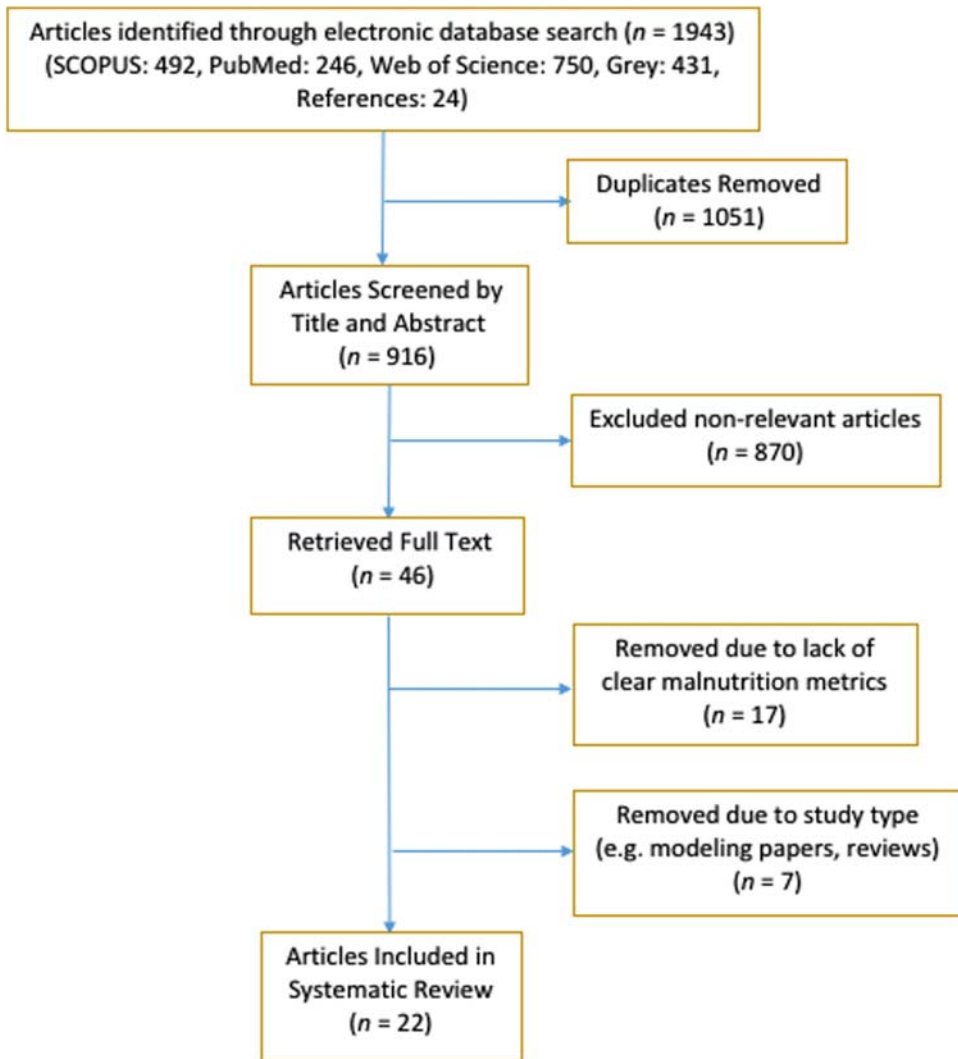 Articles identified through electronic database search (n = 1943)
(SCOPUS: 492, PubMed: 246, Web of Science: 750, Grey: 431,
References: 24)
Duplicates Removed
(n = 1051)
Articles Screened by
Title and Abstract
(n = 916)
Excluded non-relevant articles
(n = 870)
Retrieved Full Text
(n = 46)
Removed due to lack of
clear malnutrition metrics
(n = 17)
Removed due to study type
(e.g. modeling papers, reviews)
(n = 7)
Articles Included in
Systematic Review
(n = 22)